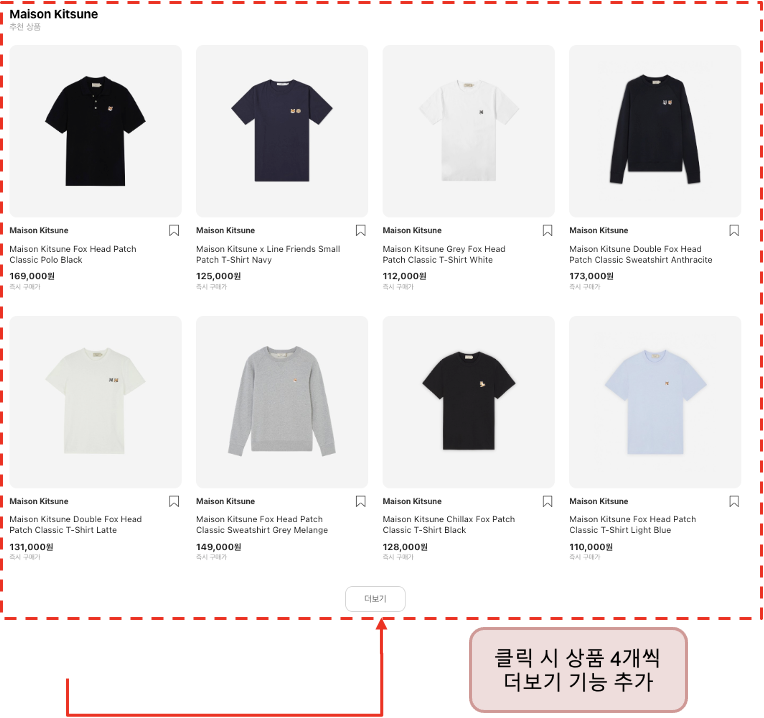 Maison Kitsune
추천 상품
Maison Kitsune
Maison Kitsune Fox Head Patch
Classic Polo Black
169,000원
즉시 구매가
Maison Kitsune
Maison Kitsune x Line Friends Small
Patch T-Shirt Navy
125,000원
즉시 구매가
Maison Kitsune
Maison Kitsune Grey Fox Head
Patch Classic T-Shirt White
112,000원
즉시 구매가
Maison Kitsune
Maison Kitsune Double Fox Head
Patch Classic Sweatshirt Anthracite
173,000원
즉시 구매가
Maison Kitsune
Maison Kitsune Double Fox Head
Patch Classic T-Shirt Latte
131,000원
즉시 구매가
Maison Kitsune
Maison Kitsune Fox Head Patch
Classic Sweatshirt Grey Melange
149,000원
즉시 구매가
Maison Kitsune
Maison Kitsune Chillax Fox Patch
Classic T-Shirt Black
128,000원
즉시 구매가
Maison Kitsune
Maison Kitsune Fox Head Patch
Classic T-Shirt Light Blue
110,000원
즉시 구매가
더보기
클릭 시 상품 4개씩
더보기 기능 추가